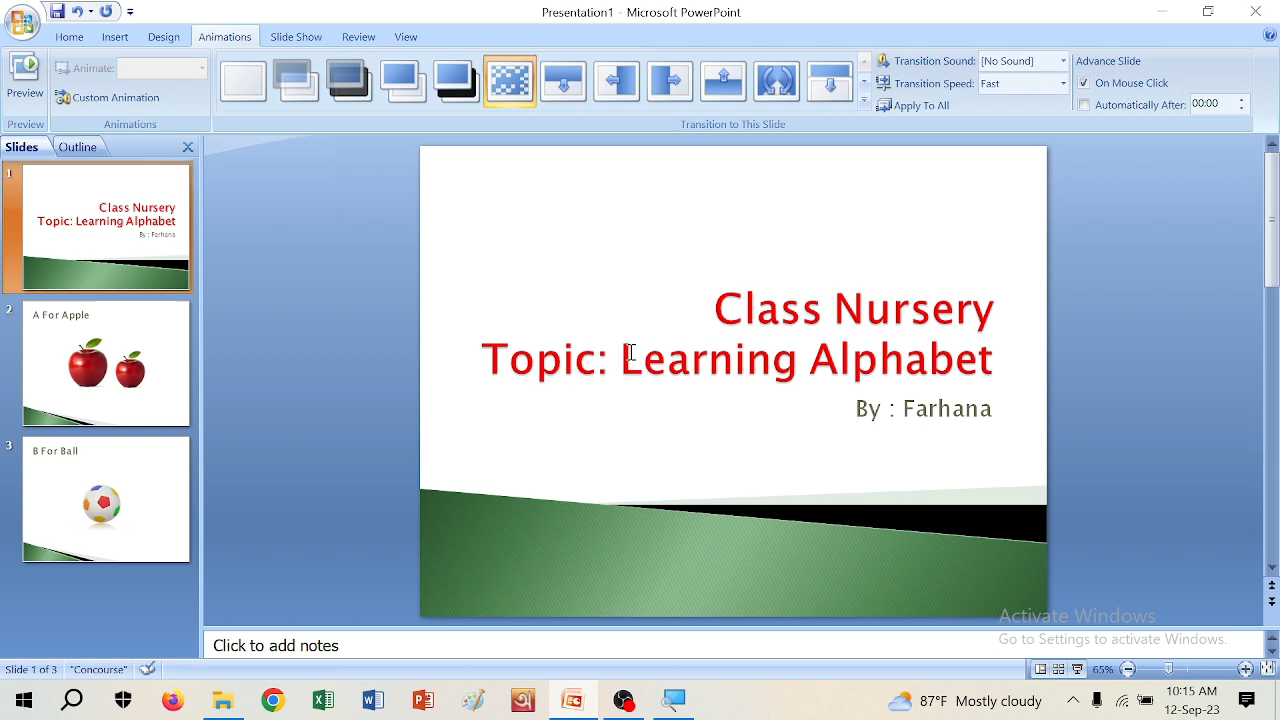 Presentation1 - Microsoft PowerPoint
Home Insert Design Animations Slide Show Review View
Preview
Animate:
Custom Animation
Transition Sound: [No Sound]
Transition Speed: Fast
Apply To All
Advance Slide
On Mouse Click
Automatically After: 00:00
Preview Animations Transition to This Slide
Slides Outline
1
Class Nursery
Topic: Learning Alphabet
By : Farhana
2
A For Apple
3
B For Ball
Class Nursery
Topic: Learning Alphabet
By : Farhana
Activate Windows
Go to Settings to activate Windows.
Click to add notes
Slide 1 of 3 "Concourse" 65%
87°F Mostly cloudy
10:15 AM
12-Sep-23